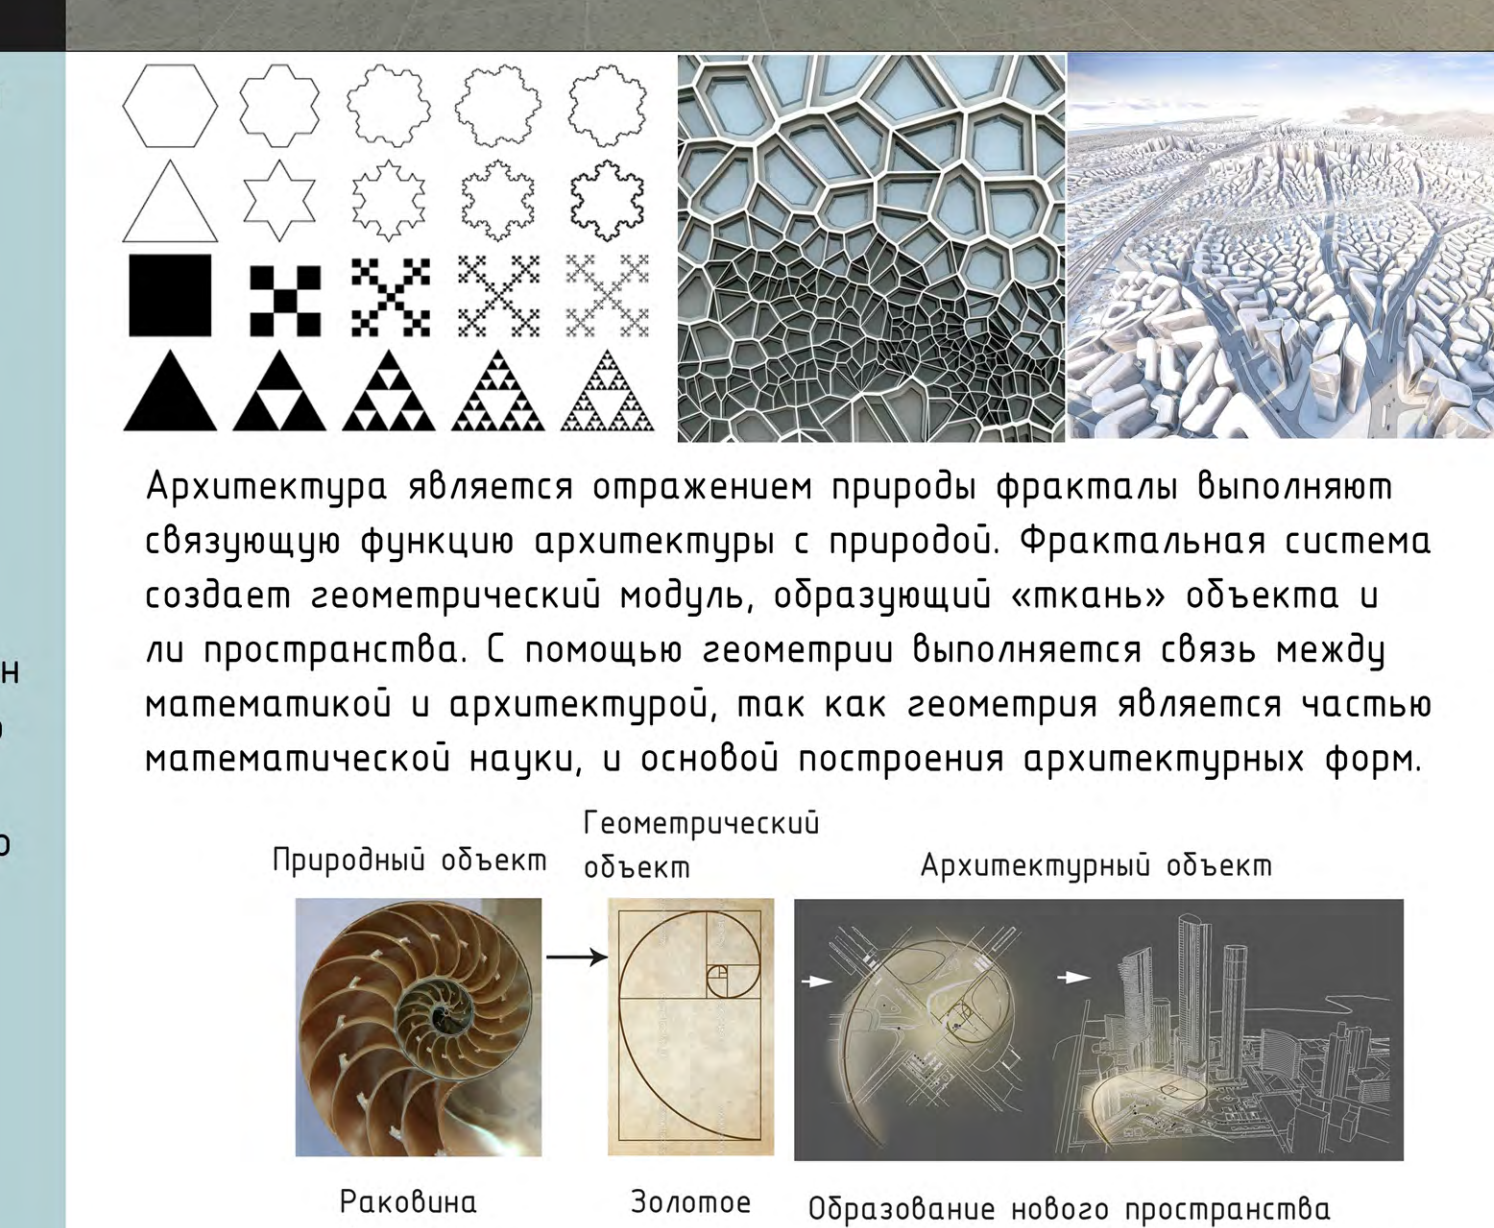 Архитектура является отражением природы фракталы выполняют
связующую функцию архитектуры с природой. Фрактальная система
создает геометрический модуль, образующий «ткань» объекта и
ли пространства. С помощью геометрии выполняется связь между
математикой и архитектурой, так как геометрия является частью
математической науки, и основой построения архитектурных форм.
н
о
Природный объект
Геометрический
объект
Архитектурный объект
Раковина
Золотое
Образование нового пространства